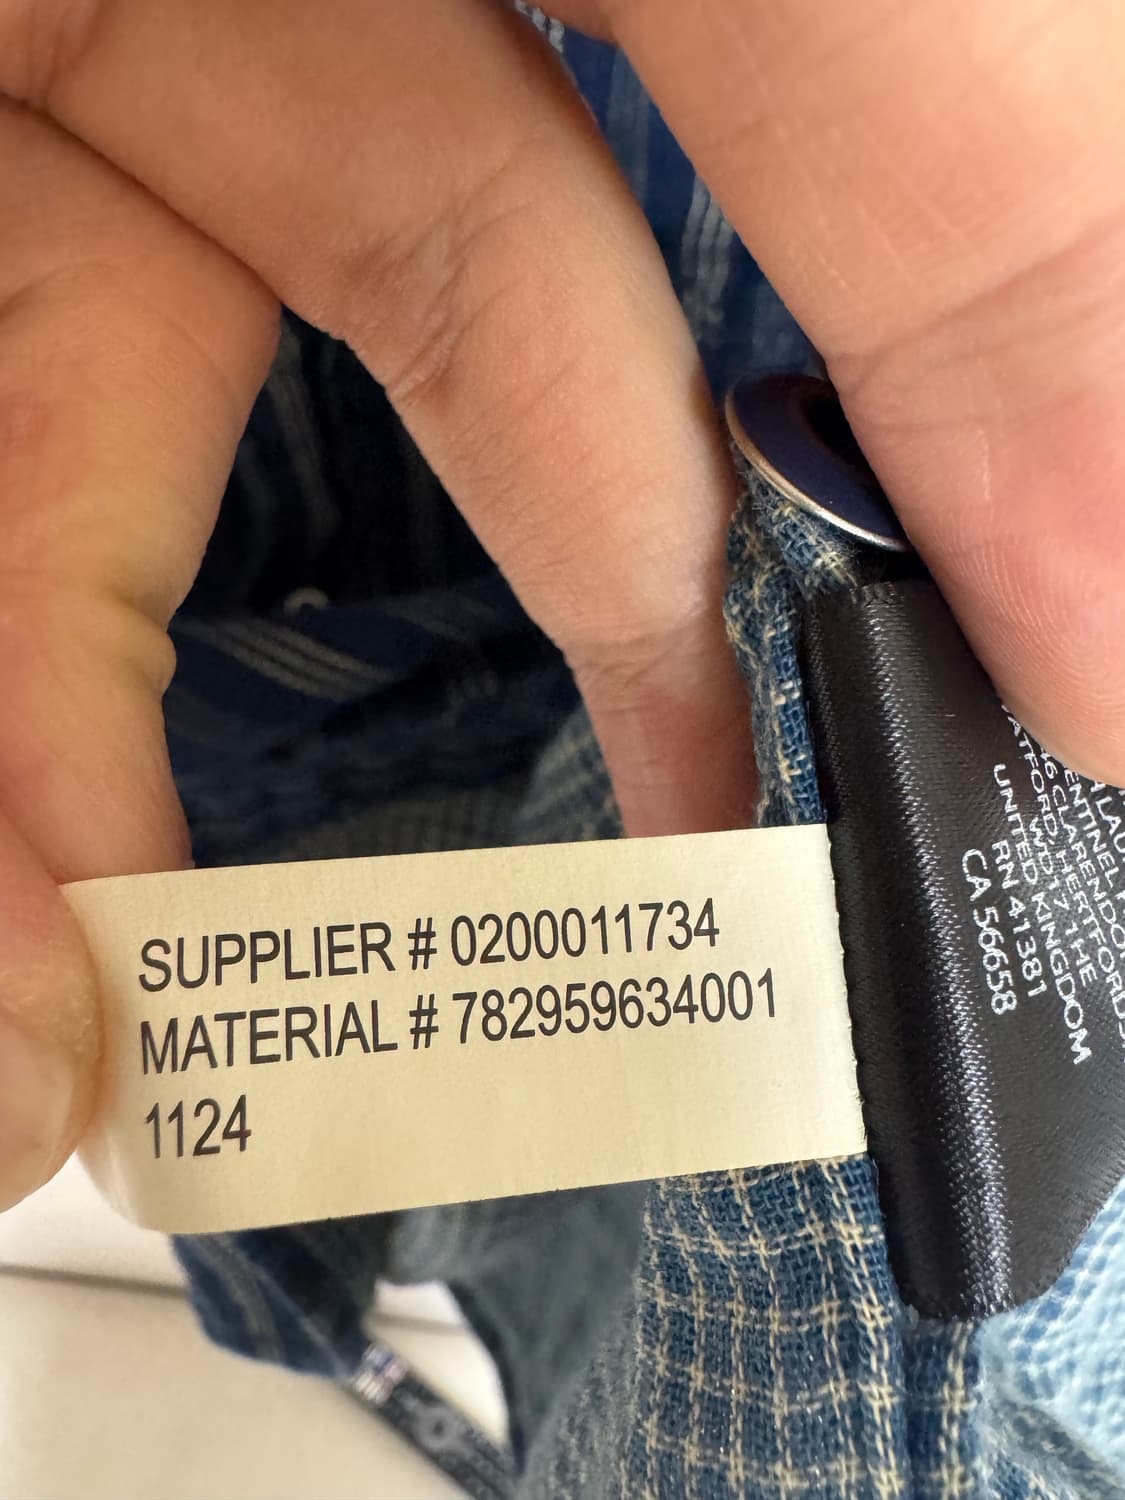 SUPPLIER # 0200011734
MATERIAL # 782959634001
1124
UNITED KINGDOM
RN 41381
CA 56658